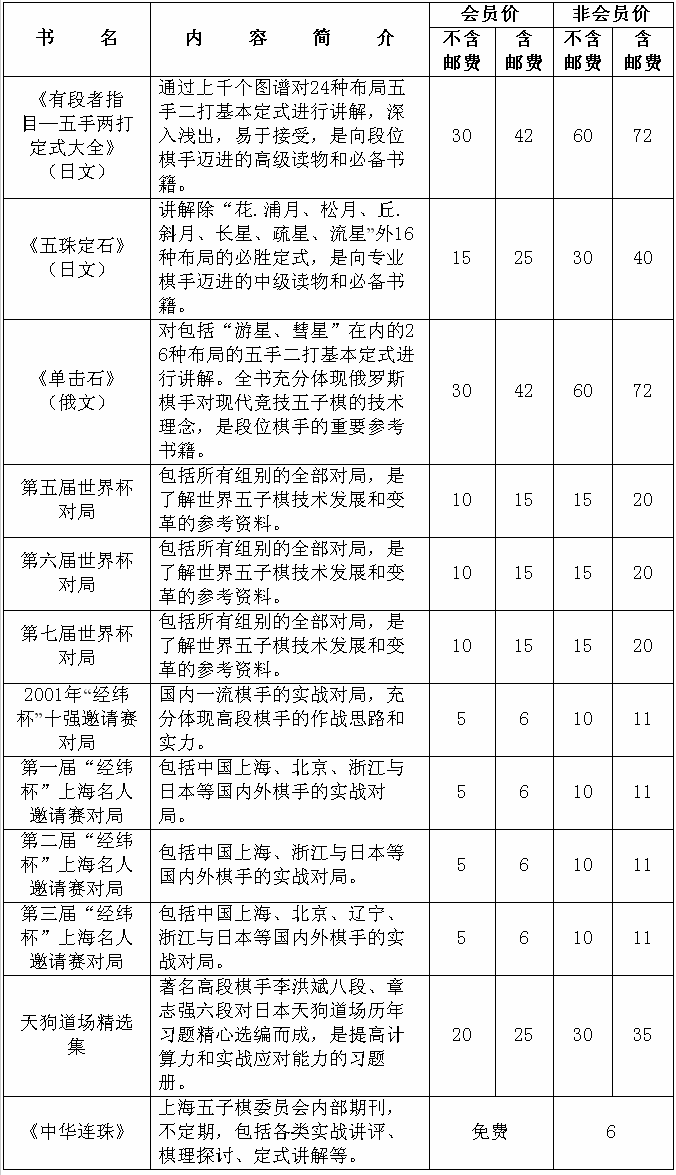 书 名
内 容 简 介
会员价
非会员价
不含邮费
含邮费
不含邮费
含邮费
《有段者指
目—五手两打
定式大全》
（日文）
通过上千个图谱对24种布局五
手二打基本定式进行讲解，深
入浅出，易于接受，是向段位
棋手迈进的高级读物和必备书
籍。
30 42 60 72
《五珠定石》
（日文）
讲解除“花.浦月、松月、丘.
斜月、长星、疏星、流星”外16
种布局的必胜定式，是向专业
棋手迈进的中级读物和必备书
籍。
15 25 30 40
《单击石》
（俄文）
对包括“游星、彗星”在内的2
6种布局的五手二打基本定式进
行讲解。全书充分体现俄罗斯
棋手对现代竞技五子棋的技术
理念，是段位棋手的重要参考
书籍。
30 42 60 72
第五届世界杯
对局
包括所有组别的全部对局，是
了解世界五子棋技术发展和变
革的参考资料。
10 15 15 20
第六届世界杯
对局
包括所有组别的全部对局，是
了解世界五子棋技术发展和变
革的参考资料。
10 15 15 20
第七届世界杯
对局
包括所有组别的全部对局，是
了解世界五子棋技术发展和变
革的参考资料。
10 15 15 20
2001年“经纬
杯”十强邀请赛
对局
国内一流棋手的实战对局，充
分体现高段棋手的作战思路和
实力。
5 6 10 11
第一届“经纬
杯”上海名人
邀请赛对局
包括中国上海、北京、浙江与
日本等国内外棋手的实战对
局。
5 6 10 11
第二届“经纬
杯”上海名人
邀请赛对局
包括中国上海、浙江与日本等
国内外棋手的实战对局。
5 6 10 11
第三届“经纬
杯”上海名人
邀请赛对局
包括中国上海、北京、辽宁、
浙江与日本等国内外棋手的实
战对局。
5 6 10 11
天狗道场精选
集
著名高段棋手李洪斌八段、章
志强六段对日本天狗道场历年
习题精心选编而成，是提高计
算力和实战应对能力的习题
册。
20 25 30 35
《中华连珠》
上海五子棋委员会内部期刊，
不定期，包括各类实战讲评、
棋理探讨、定式讲解等。
免费 6